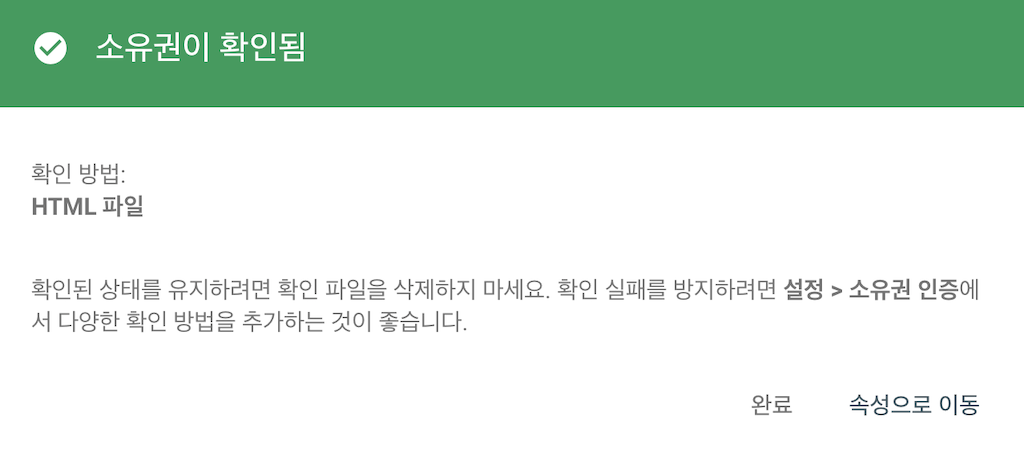 소유권이 확인됨
확인 방법:
HTML 파일
확인된 상태를 유지하려면 확인 파일을 삭제하지 마세요. 확인 실패를 방지하려면 설정 > 소유권 인증에
서 다양한 확인 방법을 추가하는 것이 좋습니다.
완료 속성으로 이동